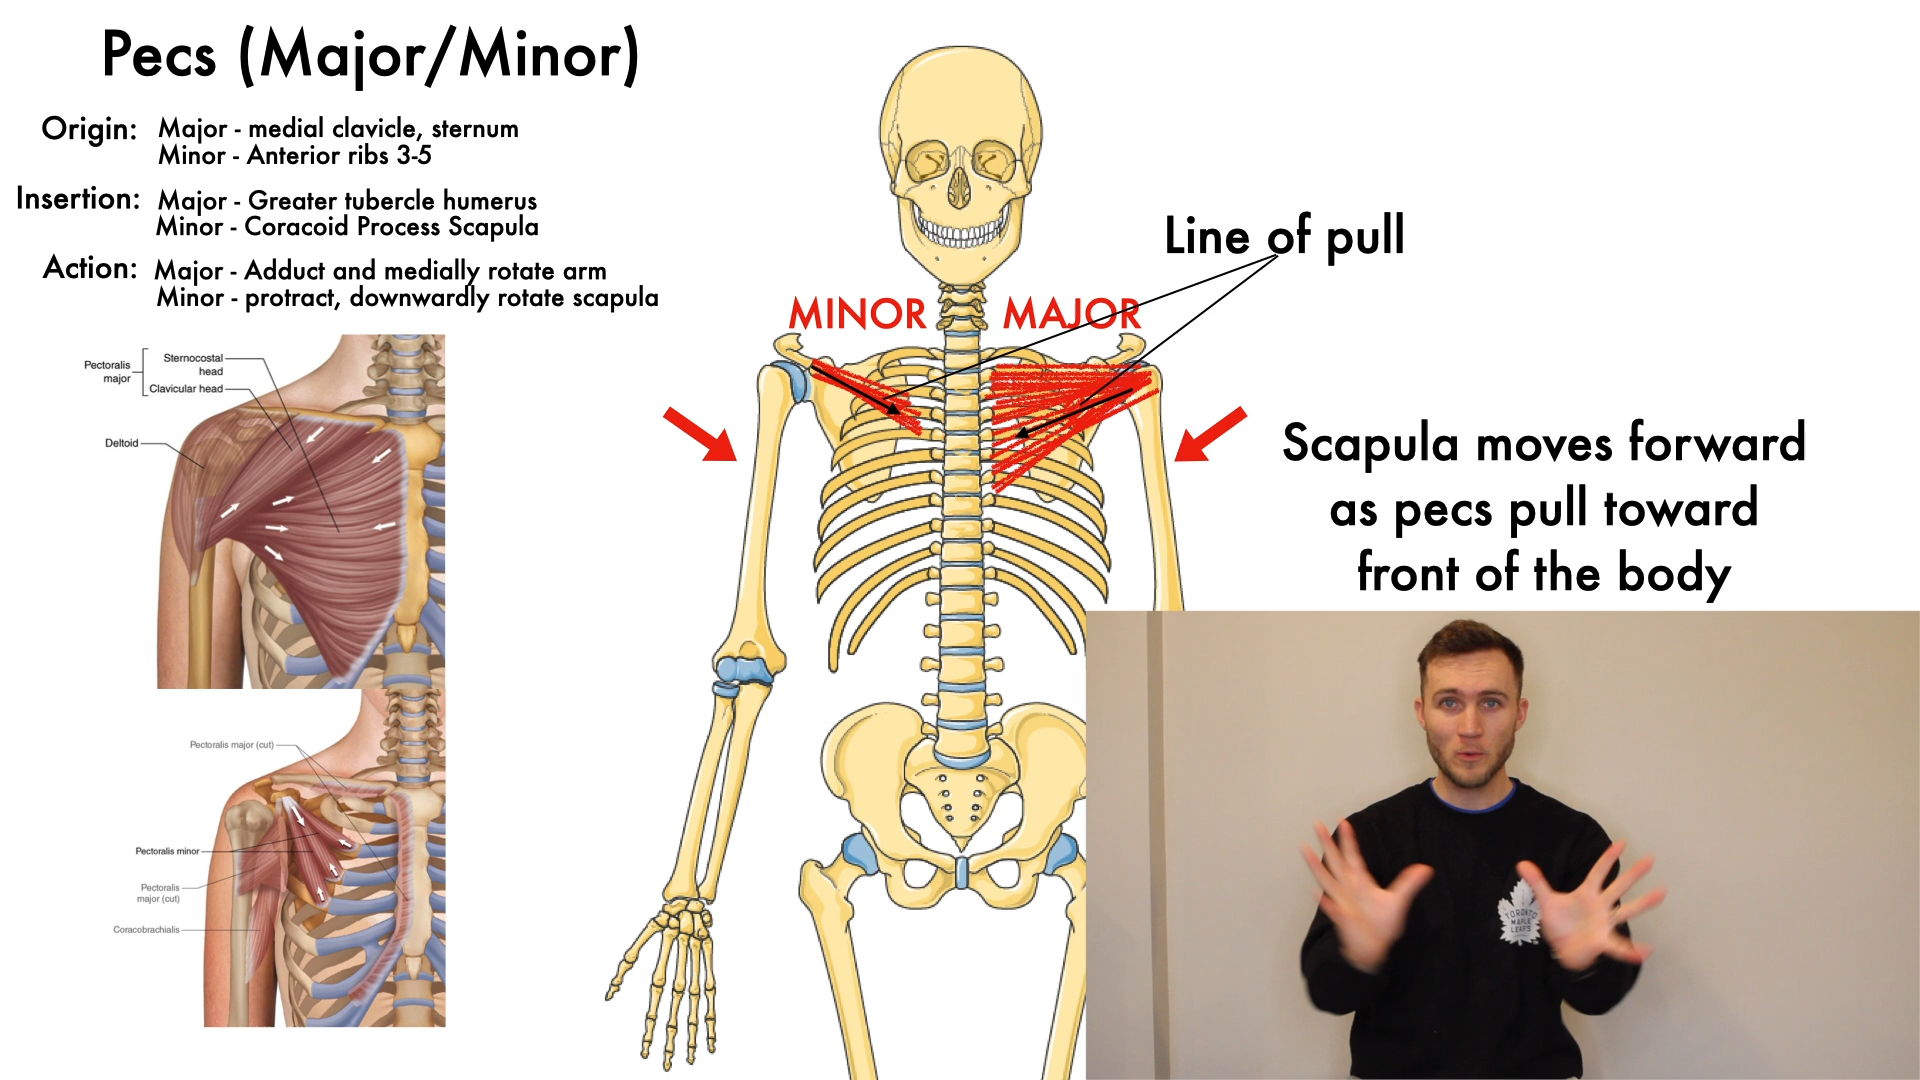 Pecs (Major/Minor)
Origin: Major - medial clavicle, sternum
Minor - Anterior ribs 3-5
Insertion: Major - Greater tubercle humerus
Minor - Coracoid Process Scapula
Action: Major - Adduct and medially rotate arm
Minor - protract, downwardly rotate scapula
Pectoralis
major
Sternocostal
head
Clavicular head
Deltoid
Pectoralis major (cut)
Pectoralis minor
Pectoralis
major (cut)
Coracobrachialis
Line of pull
MINOR
MAJOR
Scapula moves forward
as pecs pull toward
front of the body
TORONTO
MAPLE
LEAFS